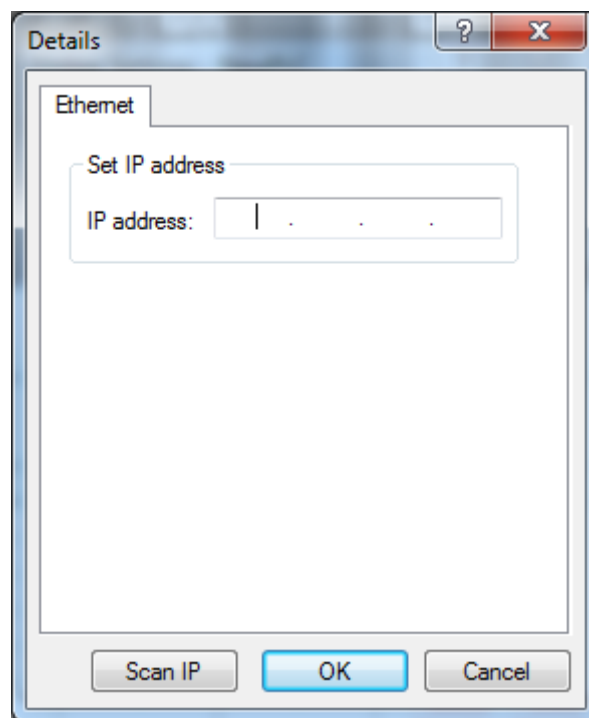 Details
?
X
Ethernet
Set IP address
IP address: . . .
Scan IP OK Cancel